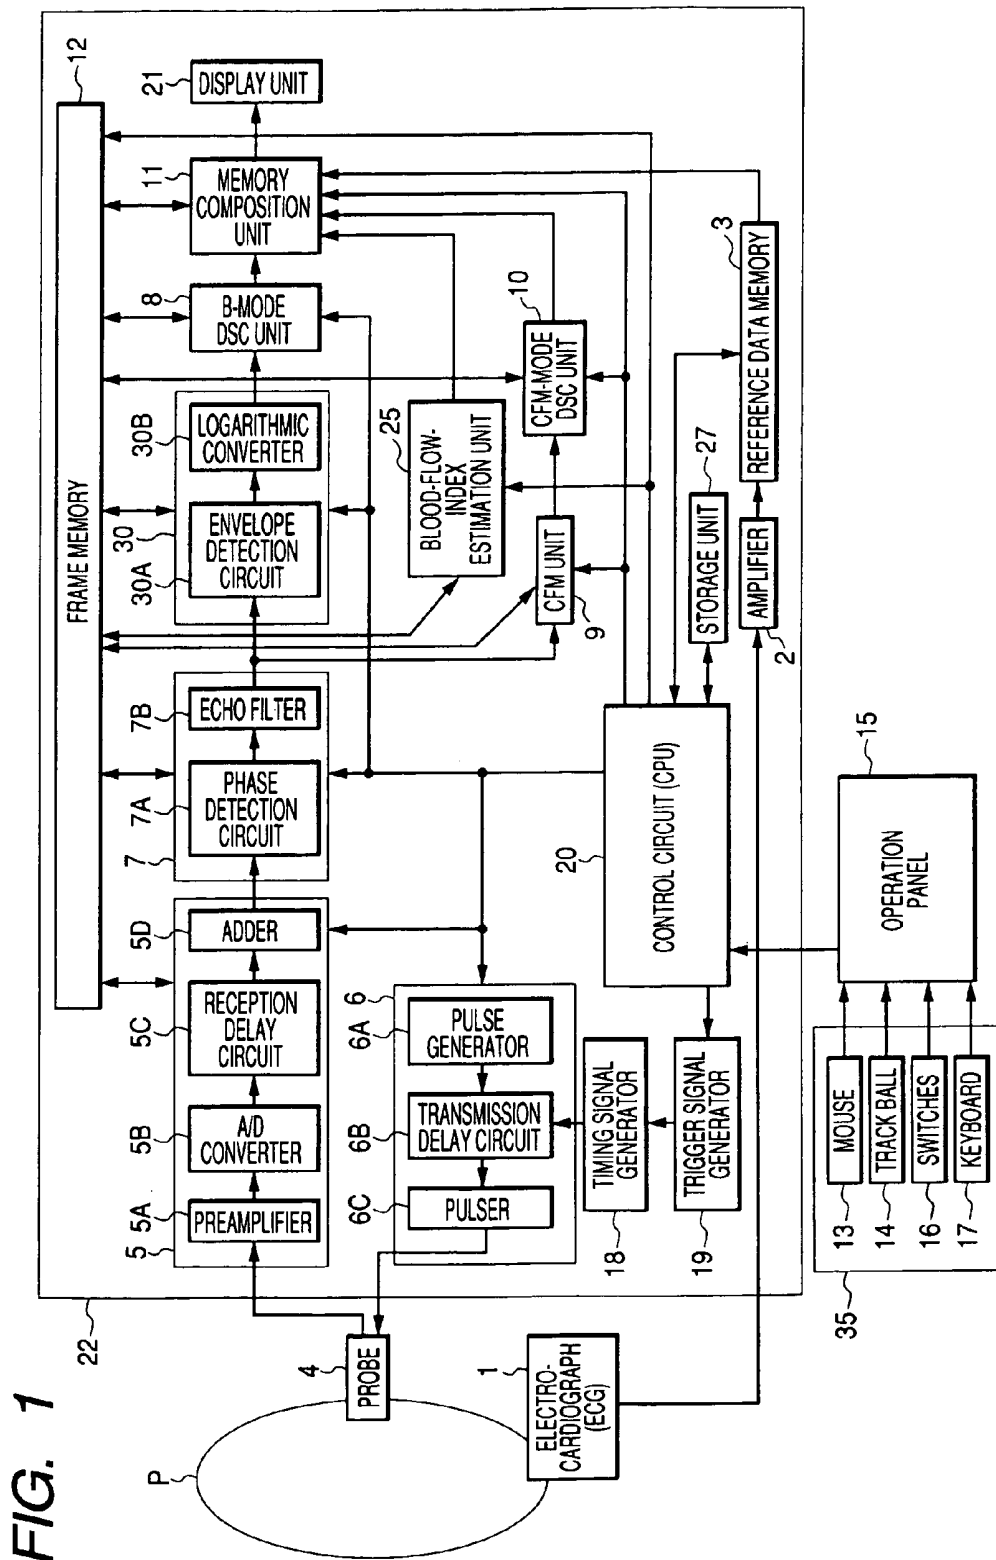 FIG. 1
12
FRAME MEMORY
22
5
5A
PREAMPLIFIER
5B
A/D
CONVERTER
5C
RECEPTION
DELAY
CIRCUIT
5D
ADDER
7
7A
PHASE
DETECTION
CIRCUIT
7B
ECHO FILTER
30
30A
ENVELOPE
DETECTION
CIRCUIT
30B
LOGARITHMIC
CONVERTER
8
B-MODE
DSC UNIT
11
MEMORY
COMPOSITION
UNIT
21
DISPLAY UNIT
P
4
PROBE
6
6A
PULSE
GENERATOR
6B
TRANSMISSION
DELAY CIRCUIT
6C
PULSER
25
BLOOD-FLOW-
INDEX
ESTIMATION UNIT
9
CFM UNIT
10
CFM-MODE
DSC UNIT
18
TIMING SIGNAL
GENERATOR
19
TRIGGER SIGNAL
GENERATOR
20
CONTROL CIRCUIT (CPU)
27
STORAGE UNIT
1
ELECTRO-
CARDIOGRAPH
(ECG)
2
AMPLIFIER
3
REFERENCE DATA MEMORY
35
13
MOUSE
14
TRACK BALL
16
SWITCHES
17
KEYBOARD
15
OPERATION
PANEL